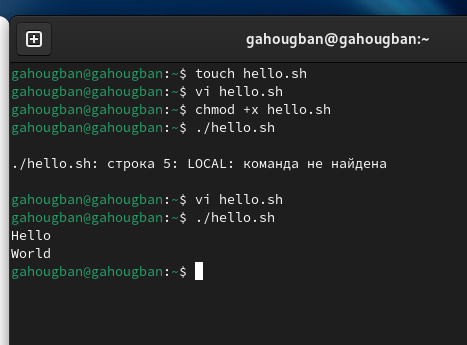 gahougban@gahougban:~
gahougban@gahougban:~$ touch hello.sh
gahougban@gahougban:~$ vi hello.sh
gahougban@gahougban:~$ chmod +x hello.sh
gahougban@gahougban:~$ ./hello.sh
./hello.sh: строка 5: LOCAL: команда не найдена
gahougban@gahougban:~$ vi hello.sh
gahougban@gahougban:~$ ./hello.sh
Hello
World
gahougban@gahougban:~$